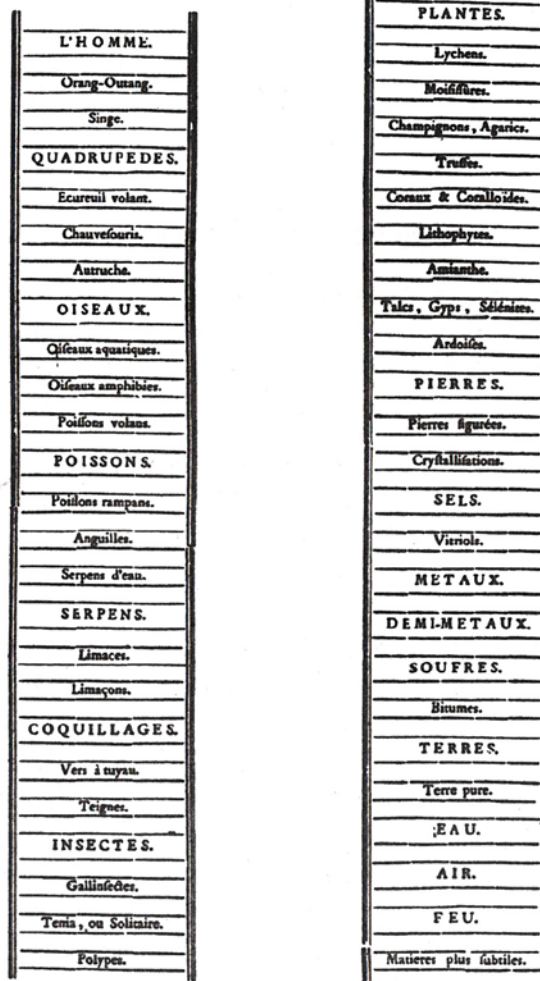 L'HOMME.
Orang-Outang.
Singe.
QUADRUPEDES.
Ecureuil volant.
Chauveſouris.
Autruche.
OISEAUX.
Oiſeaux aquatiques.
Oiſeaux amphibies.
Poiſſons volans.
POISSONS.
Poiſſons rampans.
Anguilles.
Serpens d'eau.
SERPENS.
Limaces.
Limaçons.
COQUILLAGES.
Vers à tuyau.
Teignes.
INSECTES.
Gallinſectes.
Tenia, ou Solitaire.
Polypes.
PLANTES.
Lychens.
Moiſiſſures.
Champignons, Agarics.
Truffes.
Coraux & Coralloïdes.
Lithophytes.
Amianthe.
Talcs, Gyps, Sélénites.
Ardoiſes.
PIERRES.
Pierres figurées.
Cryſtalliſations.
SELS.
Vitriols.
METAUX.
DEMI-METAUX.
SOUFRES.
Bitumes.
TERRES.
Terre pure.
EAU.
AIR.
FEU.
Matieres plus ſubtiles.